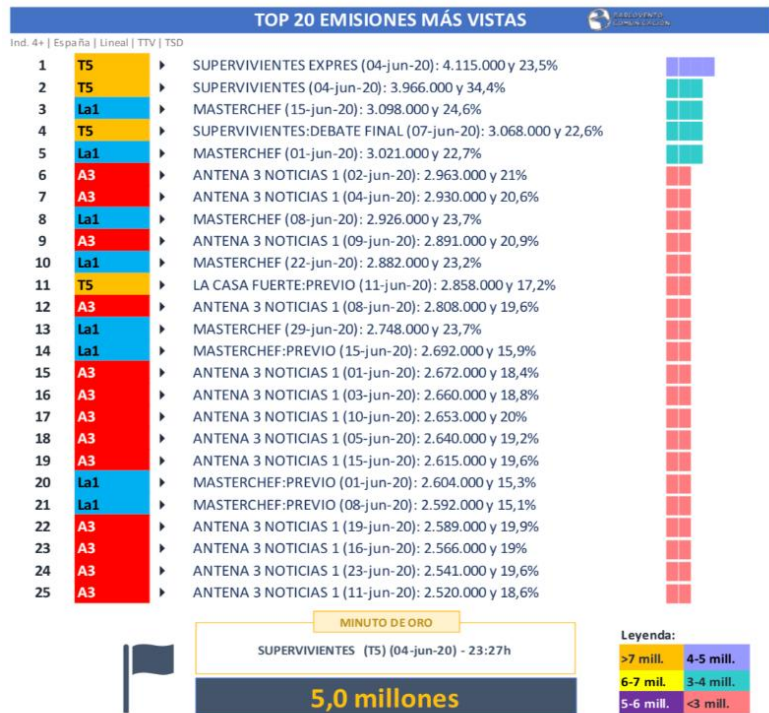 TOP 20 EMISIONES MÁS VISTAS
BARLOVENTO
COMUNICACIÓN
Ind. 4+ | España | Lineal | TTV | TSD
1 T5 SUPERVIVIENTES EXPRES (04-jun-20): 4.115.000 y 23,5%
2 T5 SUPERVIVIENTES (04-jun-20): 3.966.000 y 34,4%
3 La1 MASTERCHEF (15-jun-20): 3.098.000 y 24,6%
4 T5 SUPERVIVIENTES:DEBATE FINAL (07-jun-20): 3.068.000 y 22,6%
5 La1 MASTERCHEF (01-jun-20): 3.021.000 y 22,7%
6 A3 ANTENA 3 NOTICIAS 1 (02-jun-20): 2.963.000 y 21%
7 A3 ANTENA 3 NOTICIAS 1 (04-jun-20): 2.930.000 y 20,6%
8 La1 MASTERCHEF (08-jun-20): 2.926.000 y 23,7%
9 A3 ANTENA 3 NOTICIAS 1 (09-jun-20): 2.891.000 y 20,9%
10 La1 MASTERCHEF (22-jun-20): 2.882.000 y 23,2%
11 T5 LA CASA FUERTE:PREVIO (11-jun-20): 2.858.000 y 17,2%
12 A3 ANTENA 3 NOTICIAS 1 (08-jun-20): 2.808.000 y 19,6%
13 La1 MASTERCHEF (29-jun-20): 2.748.000 y 23,7%
14 La1 MASTERCHEF:PREVIO (15-jun-20): 2.692.000 y 15,9%
15 A3 ANTENA 3 NOTICIAS 1 (01-jun-20): 2.672.000 y 18,4%
16 A3 ANTENA 3 NOTICIAS 1 (03-jun-20): 2.660.000 y 18,8%
17 A3 ANTENA 3 NOTICIAS 1 (10-jun-20): 2.653.000 y 20%
18 A3 ANTENA 3 NOTICIAS 1 (05-jun-20): 2.640.000 y 19,2%
19 A3 ANTENA 3 NOTICIAS 1 (15-jun-20): 2.615.000 y 19,6%
20 La1 MASTERCHEF:PREVIO (01-jun-20): 2.604.000 y 15,3%
21 La1 MASTERCHEF:PREVIO (08-jun-20): 2.592.000 y 15,1%
22 A3 ANTENA 3 NOTICIAS 1 (19-jun-20): 2.589.000 y 19,9%
23 A3 ANTENA 3 NOTICIAS 1 (16-jun-20): 2.566.000 y 19%
24 A3 ANTENA 3 NOTICIAS 1 (23-jun-20): 2.541.000 y 19,6%
25 A3 ANTENA 3 NOTICIAS 1 (11-jun-20): 2.520.000 y 18,6%
MINUTO DE ORO
SUPERVIVIENTES (T5) (04-jun-20) - 23:27h
5,0 millones
Leyenda:
>7 mill. 4-5 mill.
6-7 mil. 3-4 mill.
5-6 mill. <3 mill.